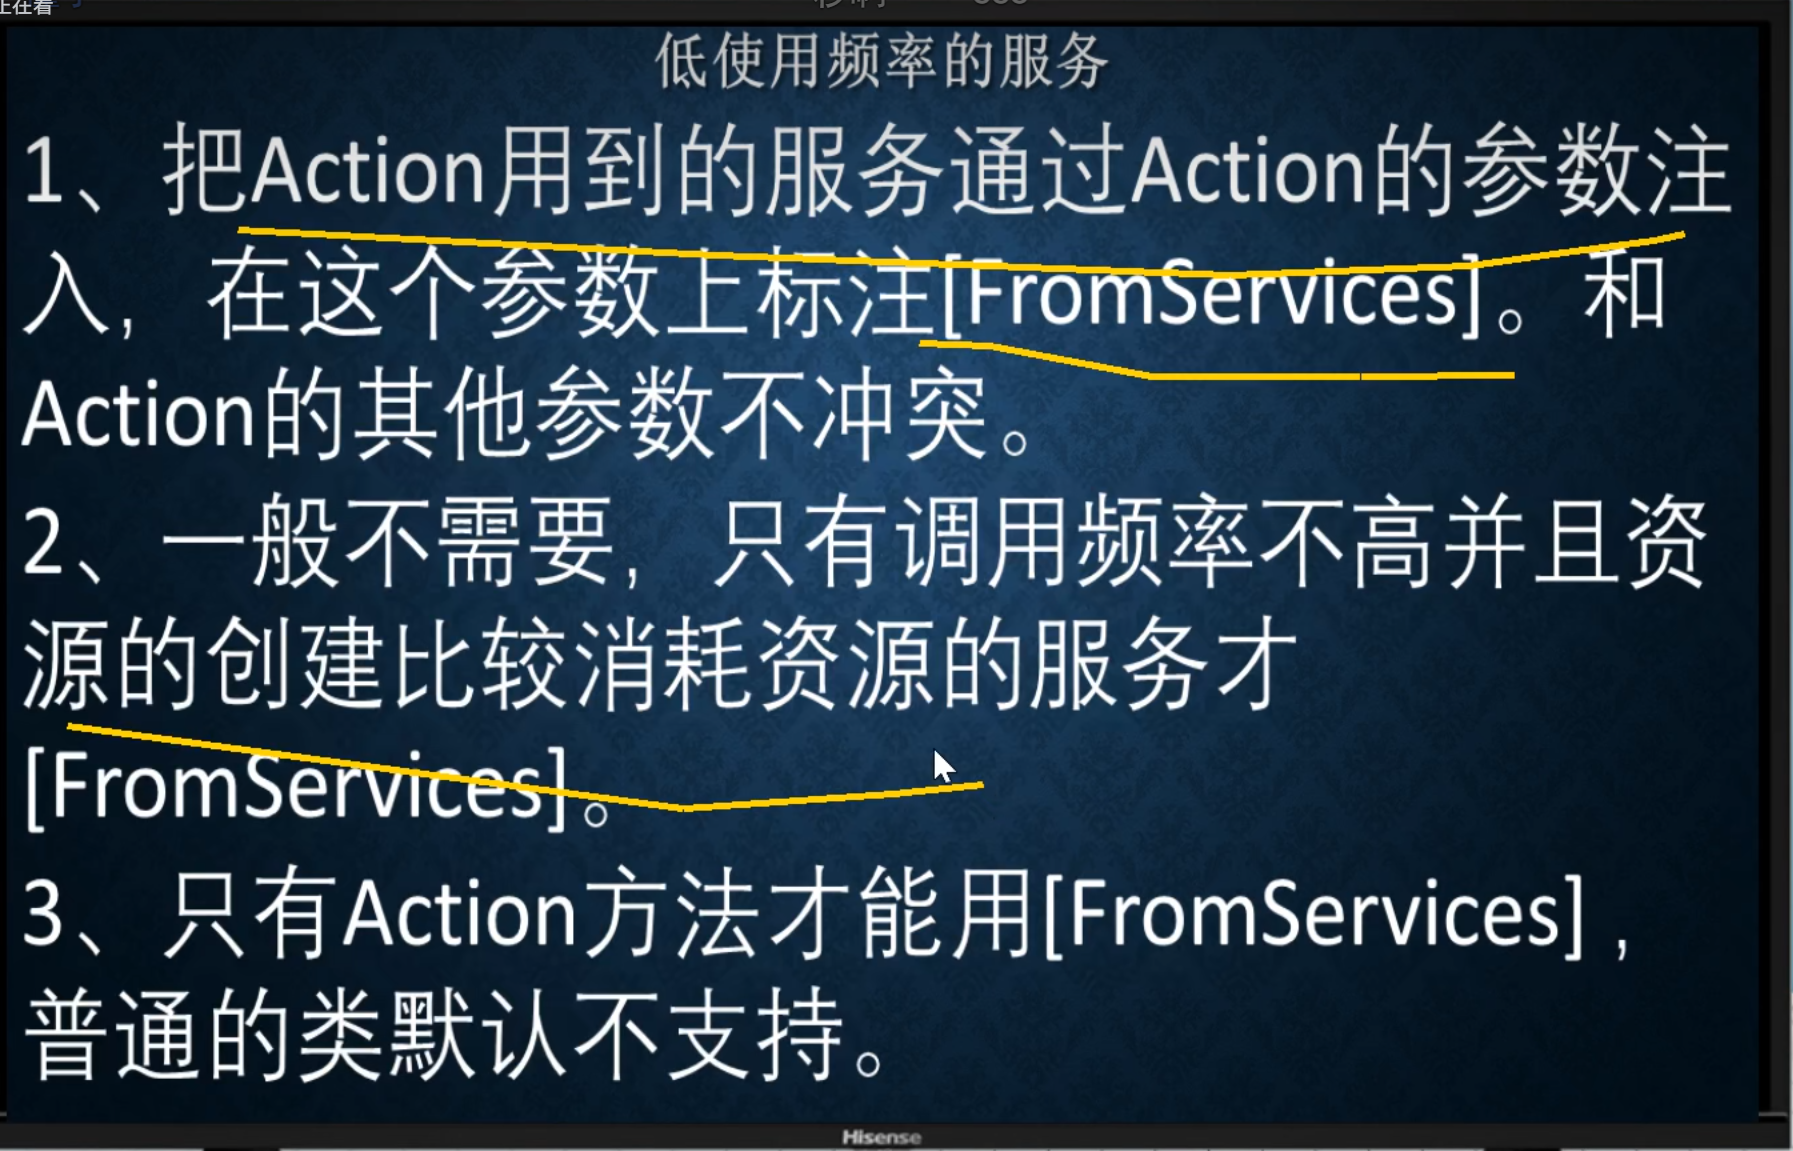 正在看
低使用频率的服务
1、把Action用到的服务通过Action的参数注
入，在这个参数上标注[FromServices]。和
Action的其他参数不冲突。
2、一般不需要，只有调用频率不高并且资
源的创建比较消耗资源的服务才
[FromServices]。
3、只有Action方法才能用[FromServices]，
普通的类默认不支持。
Hisense